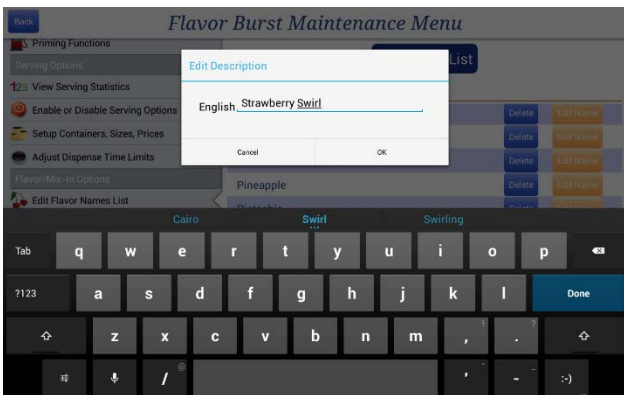 Back
Flavor Burst Maintenance Menu
Priming Functions
Serving Options
123 View Serving Statistics
Enable or Disable Serving Options
Setup Containers, Sizes, Prices
Adjust Dispense Time Limits
Flavor/Mix-In Options
Edit Flavor Names List
List
Edit Description
English Strawberry Swirl
Cancel OK
Delete Edit Name
Delete Edit Name
Delete Edit Name
Pineapple Delete Edit Name
Pistachio
Cairo Swirl Swirling
Tab q w e r t y u i o p
?123 a s d f g h j k l Done
z x c v b n m , ! . ?
/ @ ' " - _ :-)